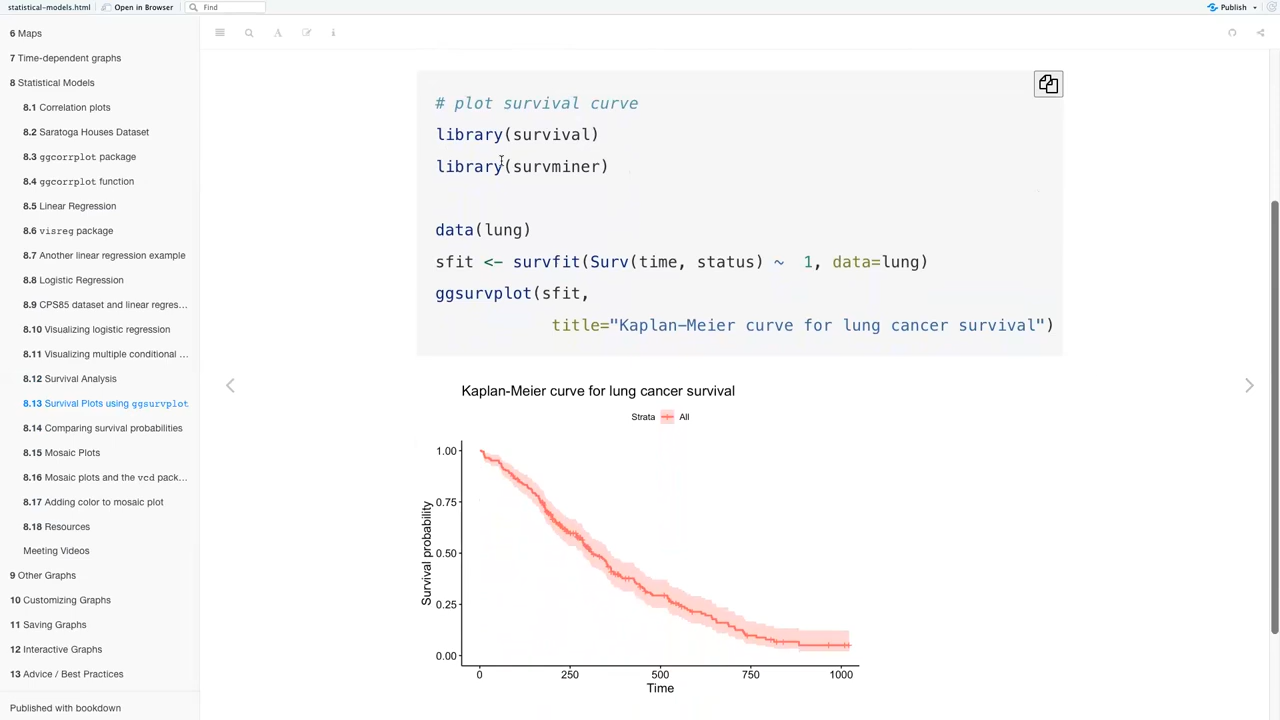 statistical-models.html Open in Browser Find Publish
6 Maps
7 Time-dependent graphs
8 Statistical Models
8.1 Correlation plots
8.2 Saratoga Houses Dataset
8.3 ggcorrplot package
8.4 ggcorrplot function
8.5 Linear Regression
8.6 visreg package
8.7 Another linear regression example
8.8 Logistic Regression
8.9 CPS85 dataset and linear regres...
8.10 Visualizing logistic regression
8.11 Visualizing multiple conditional ...
8.12 Survival Analysis
8.13 Survival Plots using ggsurvplot
8.14 Comparing survival probabilities
8.15 Mosaic Plots
8.16 Mosaic plots and the vcd pack...
8.17 Adding color to mosaic plot
8.18 Resources
Meeting Videos
9 Other Graphs
10 Customizing Graphs
11 Saving Graphs
12 Interactive Graphs
13 Advice / Best Practices
Published with bookdown
A i
# plot survival curve
library(survival)
library(survminer)
data(lung)
sfit <- survfit(Surv(time, status) ~ 1, data=lung)
ggsurvplot(sfit,
title="Kaplan-Meier curve for lung cancer survival")
Kaplan-Meier curve for lung cancer survival
Strata All
Survival probability
1.00
0.75
0.50
0.25
0.00
0 250 500 750 1000
Time